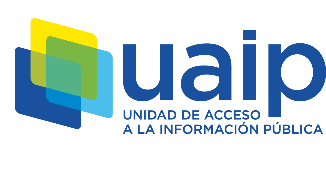 uaip
UNIDAD DE ACCESO
A LA INFORMACIÓN PÚBLICA